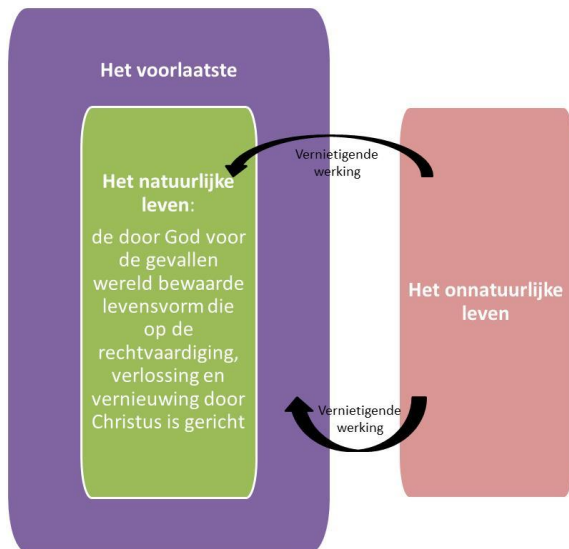 Het voorlaatste
Het natuurlijke
leven:
de door God voor
de gevallen
wereld bewaarde
levensvorm die
op de
rechtvaardiging,
verlossing en
vernieuwing door
Christus is gericht
Vernietigende
werking
Het onnatuurlijke
leven
Vernietigende
werking